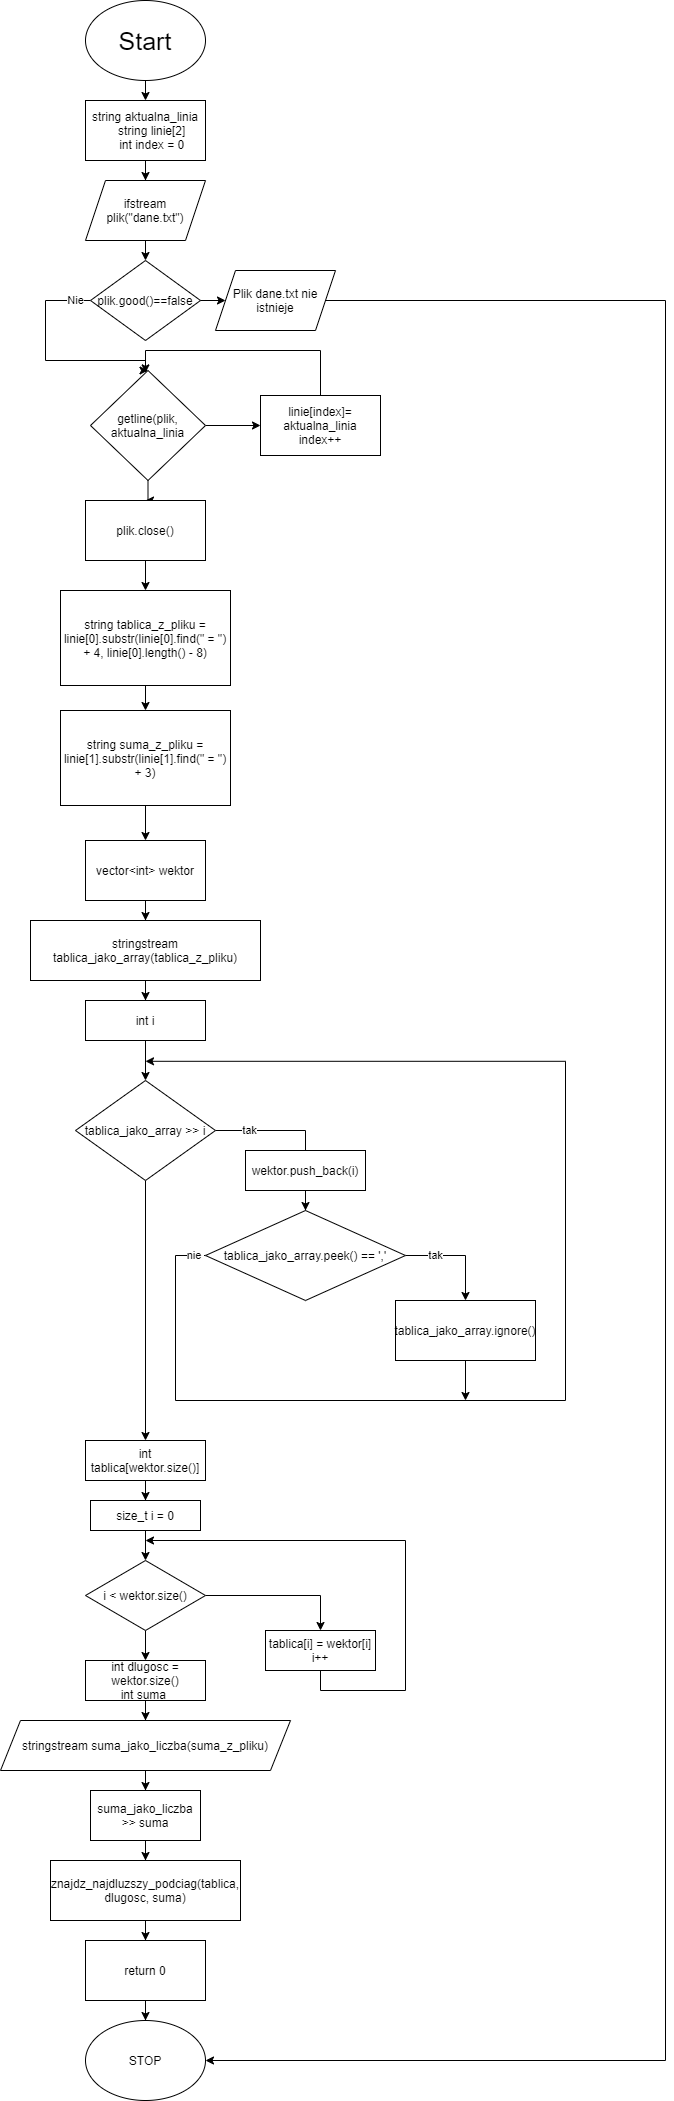 Start
string aktualna_linia
string linie[2]
int index = 0
ifstream
plik("dane.txt")
Nie
plik.good()==false
Plik dane.txt nie
istnieje
getline(plik,
aktualna_linia
linie[index]=
aktualna_linia
index++
plik.close()
string tablica_z_pliku =
linie[0].substr(linie[0].find(" = ")
+ 4, linie[0].length() - 8)
string suma_z_pliku =
linie[1].substr(linie[1].find(" = ")
+ 3)
vector<int> wektor
stringstream
tablica_jako_array(tablica_z_pliku)
int i
tablica_jako_array >> i
tak
wektor.push_back(i)
nie
tablica_jako_array.peek() == ','
tak
tablica_jako_array.ignore()
int
tablica[wektor.size()]
size_t i = 0
i < wektor.size()
tablica[i] = wektor[i]
i++
int dlugosc =
wektor.size()
int suma
stringstream suma_jako_liczba(suma_z_pliku)
suma_jako_liczba
>> suma
znajdz_najdluzszy_podciag(tablica,
dlugosc, suma)
return 0
STOP